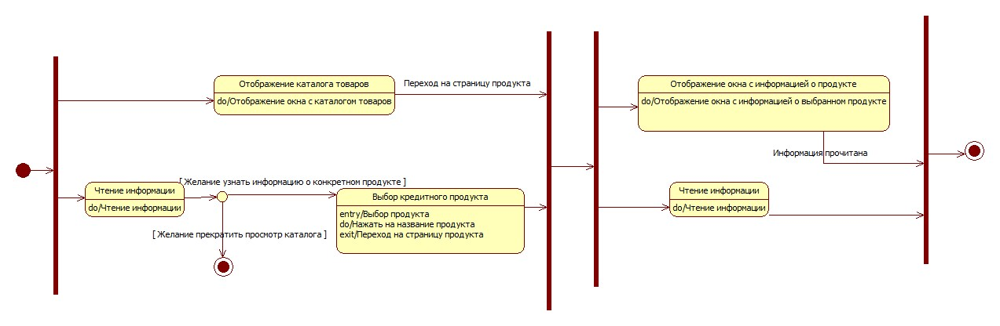 Отображение каталога товаров
do/Отображение окна с каталогом товаров
Переход на страницу продукта
Чтение информации
do/Чтение информации
[ Желание узнать информацию о конкретном продукте ]
[ Желание прекратить просмотр каталога ]
Выбор кредитного продукта
entry/Выбор продукта
do/Нажать на название продукта
exit/Переход на страницу продукта
Отображение окна с информацией о продукте
do/Отображение окна с информацией о выбранном продукте
Информация прочитана
Чтение информации
do/Чтение информации